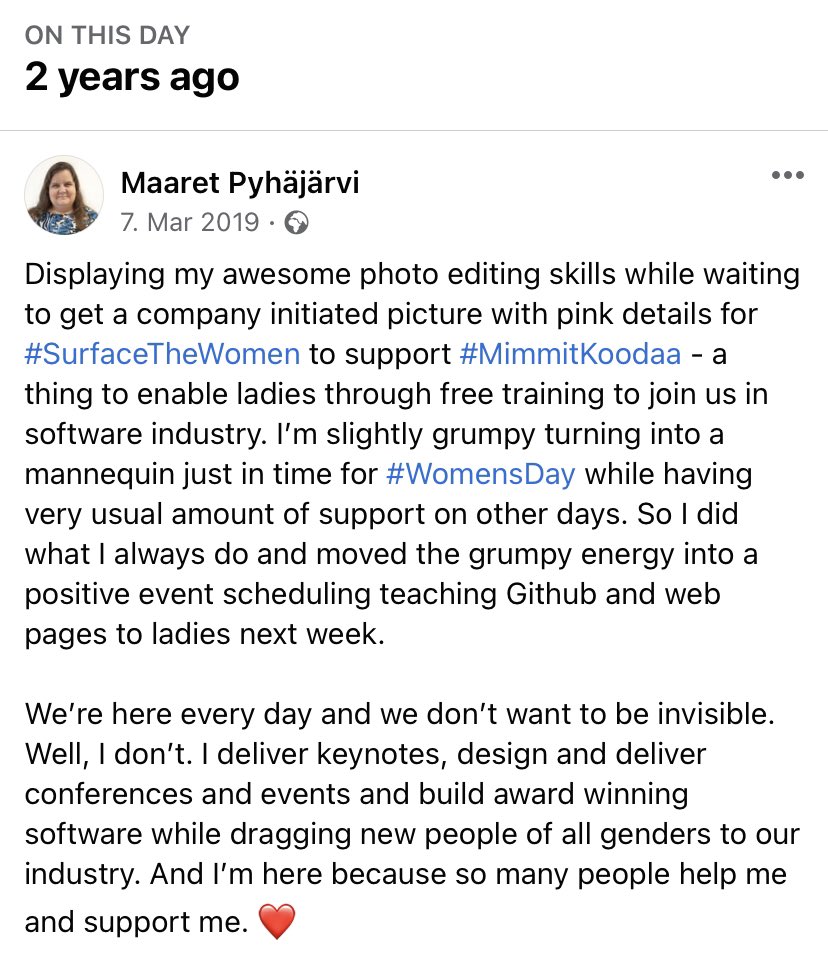 ON THIS DAY
2 years ago
Maaret Pyhäjärvi
7. Mar 2019 ·
Displaying my awesome photo editing skills while waiting
to get a company initiated picture with pink details for
#SurfaceTheWomen to support #MimmitKoodaa - a
thing to enable ladies through free training to join us in
software industry. I’m slightly grumpy turning into a
mannequin just in time for #WomensDay while having
very usual amount of support on other days. So I did
what I always do and moved the grumpy energy into a
positive event scheduling teaching Github and web
pages to ladies next week.
We’re here every day and we don’t want to be invisible.
Well, I don’t. I deliver keynotes, design and deliver
conferences and events and build award winning
software while dragging new people of all genders to our
industry. And I’m here because so many people help me
and support me. ❤️